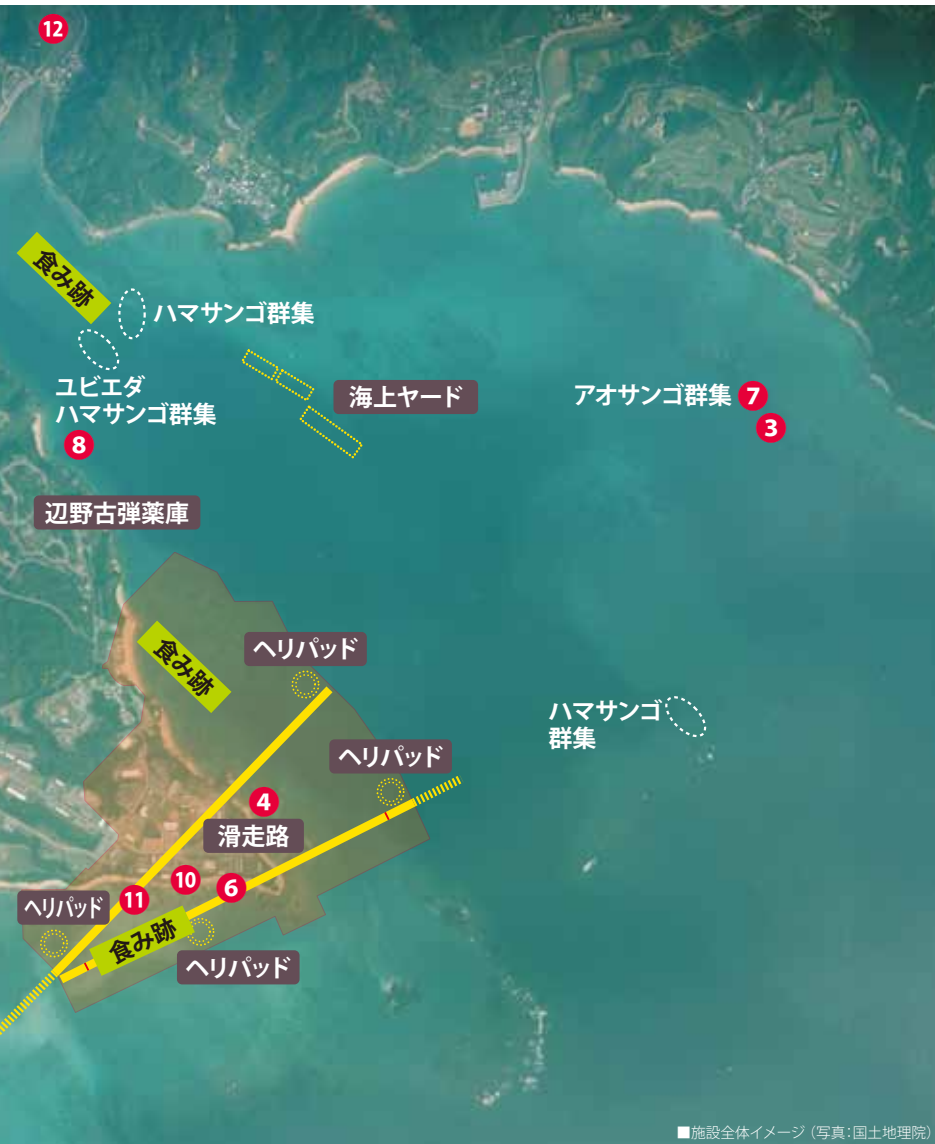 12
食み跡
ハマサンゴ群集
ユビエダ
ハマサンゴ群集
8
海上ヤード
アオサンゴ群集 7
3
辺野古弾薬庫
食み跡
ヘリパッド
ハマサンゴ
群集
ヘリパッド
4
滑走路
10
6
11
ヘリパッド
食み跡
ヘリパッド
■施設全体イメージ（写真:国土地理院）